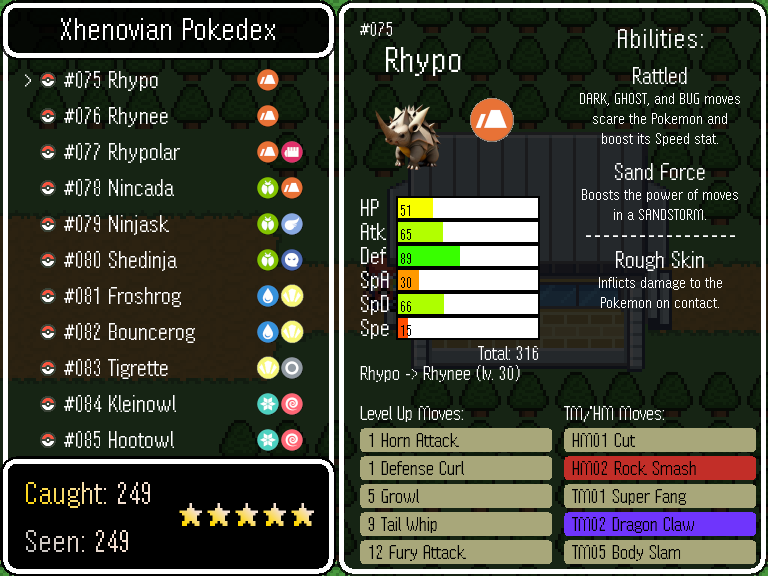 Xhenovian Pokedex
> #075 Rhypo
#076 Rhynee
#077 Rhypolar
#078 Nincada
#079 Ninjask
#080 Shedinja
#081 Froshrog
#082 Bouncerog
#083 Tigrette
#084 Kleinowl
#085 Hootowl
Caught: 249
Seen: 249
#075
Rhypo
HP 51
Atk 65
Def 89
SpA 30
SpD 66
Spe 15
Total: 316
Rhypo -> Rhynee (lv. 30)
Abilities:
Rattled
DARK, GHOST, and BUG moves
scare the Pokemon and
boost its Speed stat.
Sand Force
Boosts the power of moves
in a SANDSTORM.
Rough Skin
Inflicts damage to the
Pokemon on contact.
Level Up Moves:
1 Horn Attack
1 Defense Curl
5 Growl
9 Tail Whip
12 Fury Attack
TM/HM Moves:
HM01 Cut
HM02 Rock Smash
TM01 Super Fang
TM02 Dragon Claw
TM05 Body Slam